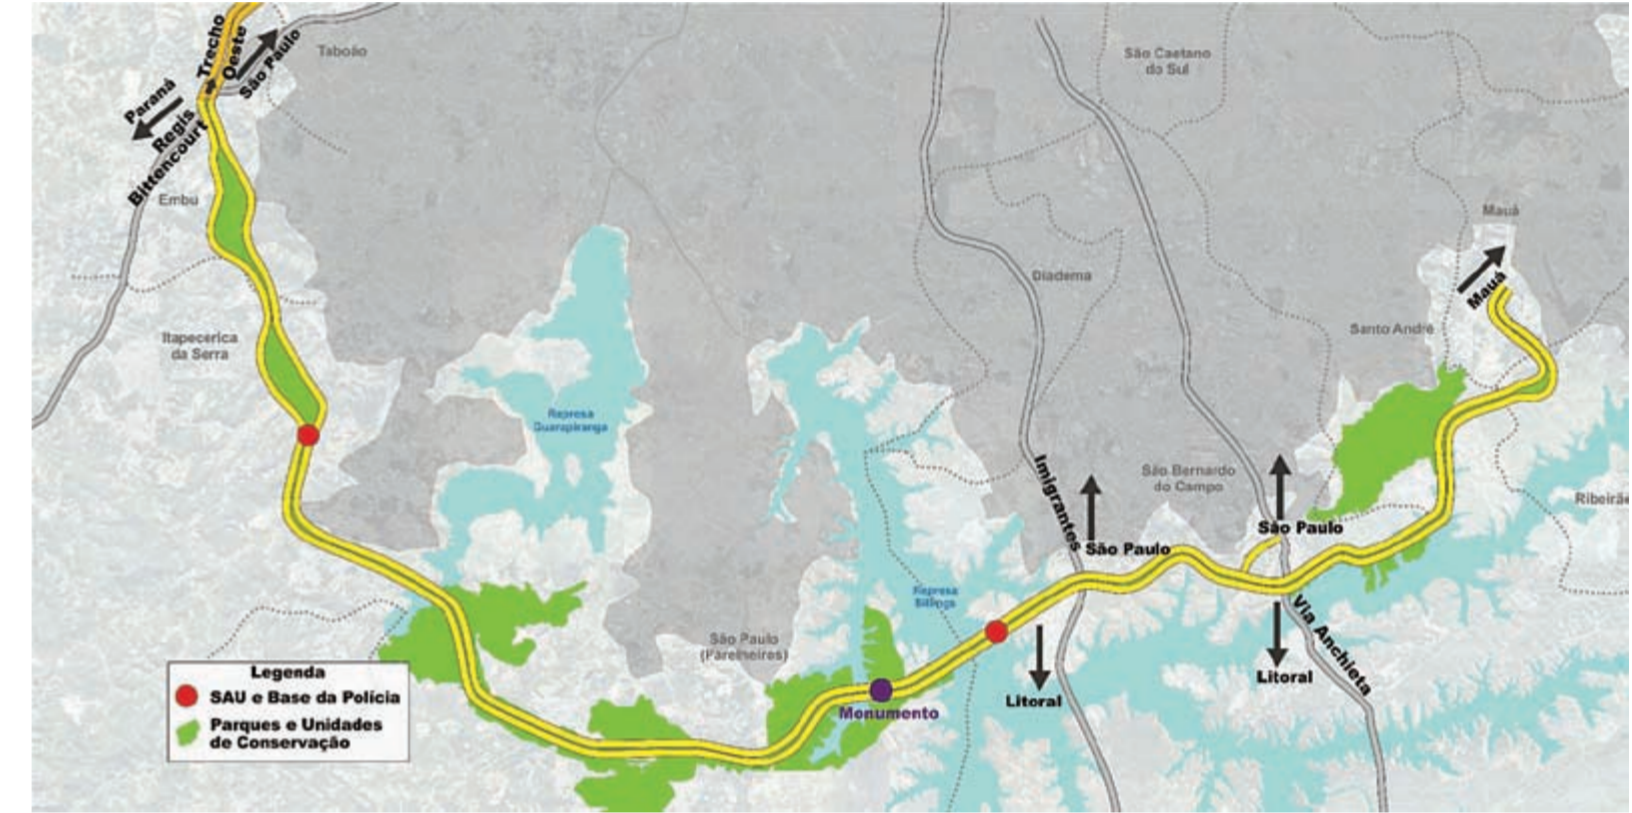 Trecho
Oeste
São Paulo
Taboão
Paraná
Regis
Bittencourt
Embu
São Caetano
do Sul
Mauá
Mauá
Diadema
Santo André
Itapecerica
da Serra
Represa
Guarapiranga
Imigrantes
São Bernardo
do Campo
São Paulo
São Paulo
Represa
Billings
São Paulo
(Parelheiros)
Via Anchieta
Litoral
Litoral
Monumento
Legenda
SAU e Base da Polícia
Parques e Unidades
de Conservação